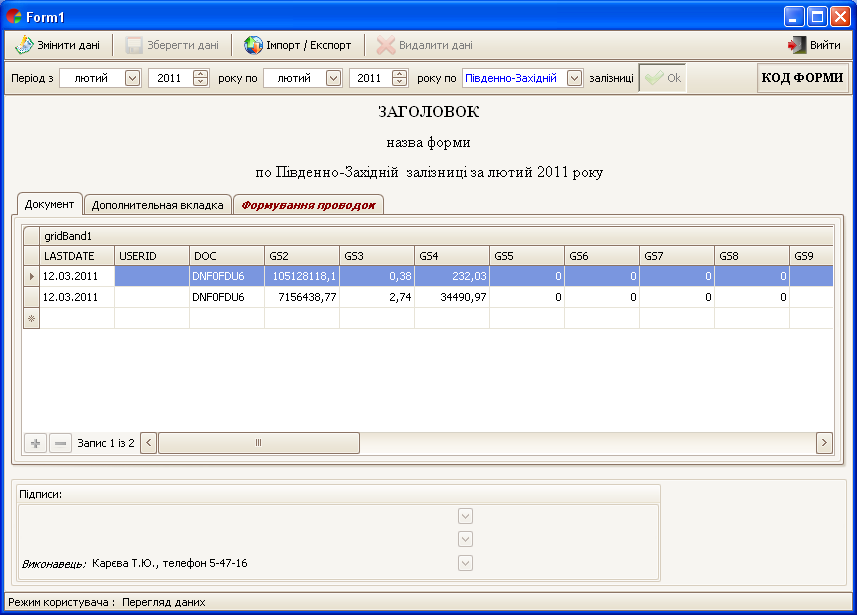 Form1
Змінити дані Зберегти дані Імпорт / Експорт Видалити дані Вийти
Період з лютий 2011 року по лютий 2011 року по Південно-Західній залізниці Ok КОД ФОРМИ
ЗАГОЛОВОК
назва форми
по Південно-Західній залізниці за лютий 2011 року
Документ Дополнительная вкладка Формування проводок
gridBand1
LASTDATE USERID DOC GS2 GS3 GS4 GS5 GS6 GS7 GS8 GS9
12.03.2011 DNF0FDU6 105128118,1 0,38 232,03 0 0 0 0
12.03.2011 DNF0FDU6 7156438,77 2,74 34490,97 0 0 0 0
Запис 1 із 2
Підписи:
Виконавець: Карєва Т.Ю., телефон 5-47-16
Режим користувача : Перегляд даних